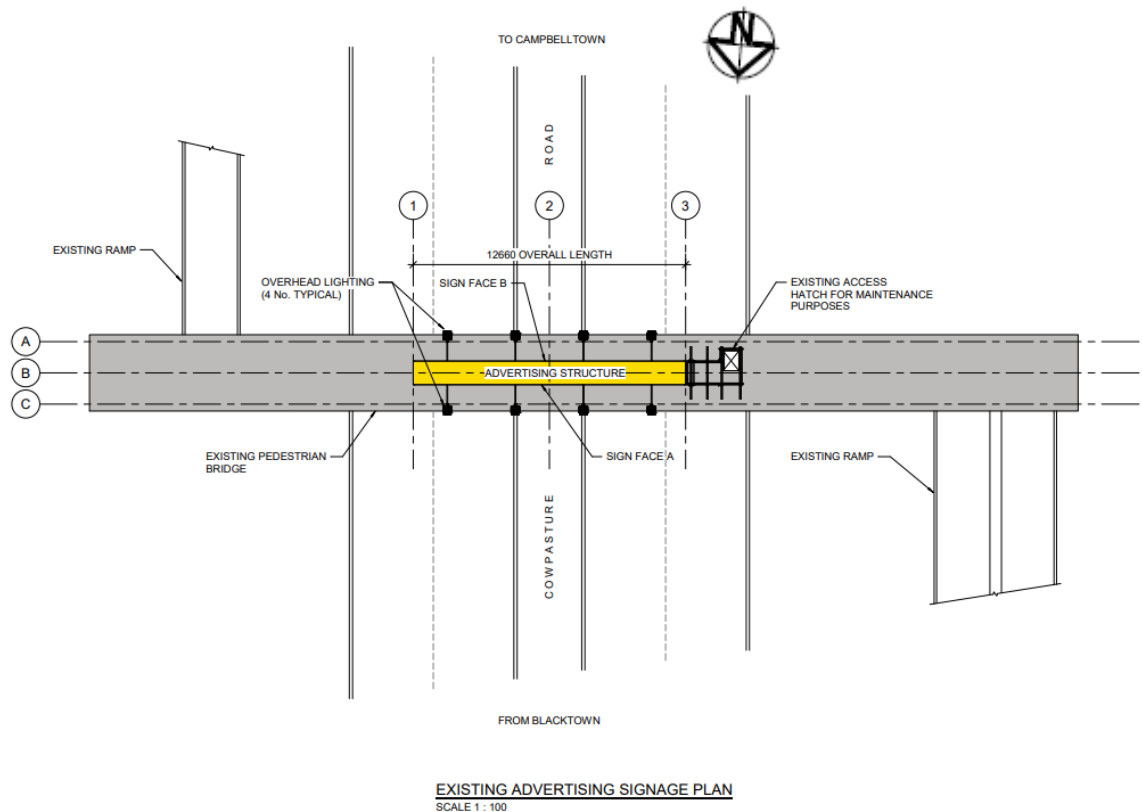 N
TO CAMPBELLTOWN
ROAD
1
2
3
EXISTING RAMP
12660 OVERALL LENGTH
OVERHEAD LIGHTING
(4 No. TYPICAL)
SIGN FACE B
EXISTING ACCESS
HATCH FOR MAINTENANCE
PURPOSES
A
B
C
ADVERTISING STRUCTURE
EXISTING PEDESTRIAN
BRIDGE
SIGN FACE A
EXISTING RAMP
COWPASTURE
FROM BLACKTOWN
EXISTING ADVERTISING SIGNAGE PLAN
SCALE 1 : 100